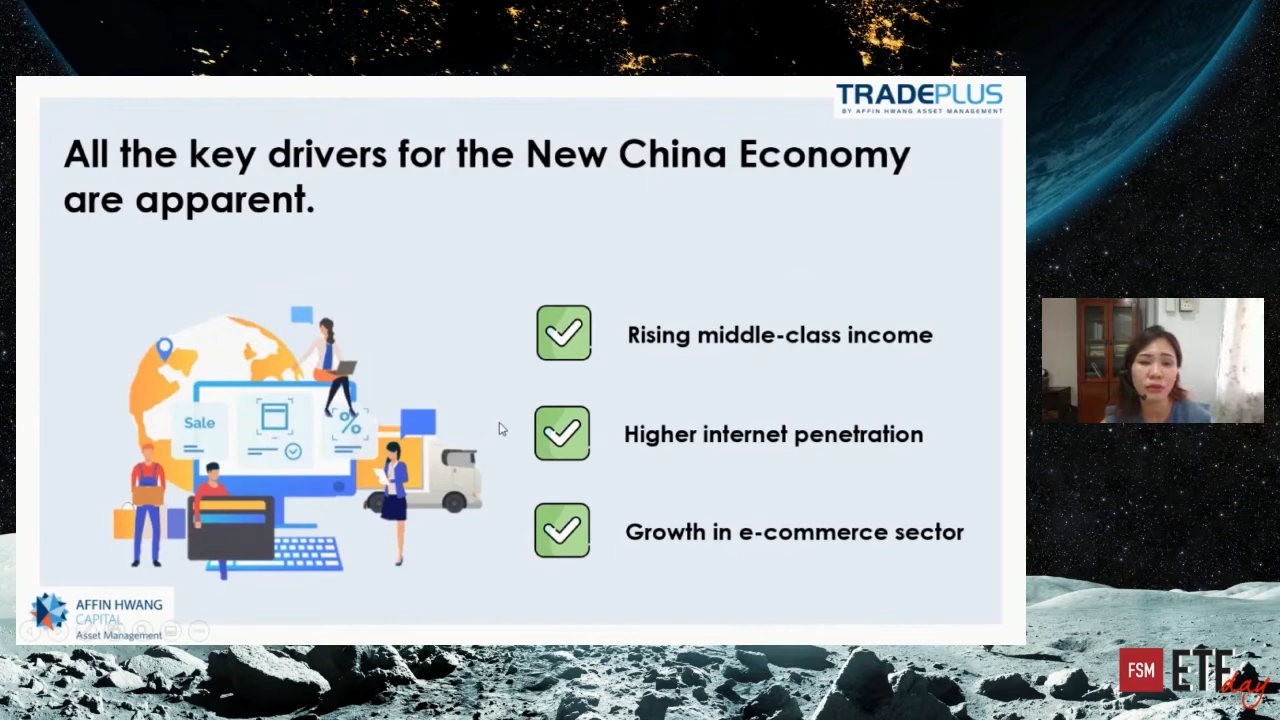 TRADEPLUS
BY AFFIN HWANG ASSET MANAGEMENT
All the key drivers for the New China Economy
are apparent.
Rising middle-class income
Sale
%
Higher internet penetration
Growth in e-commerce sector
AFFIN HWANG
CAPITAL
Asset Management
FSM ETF day